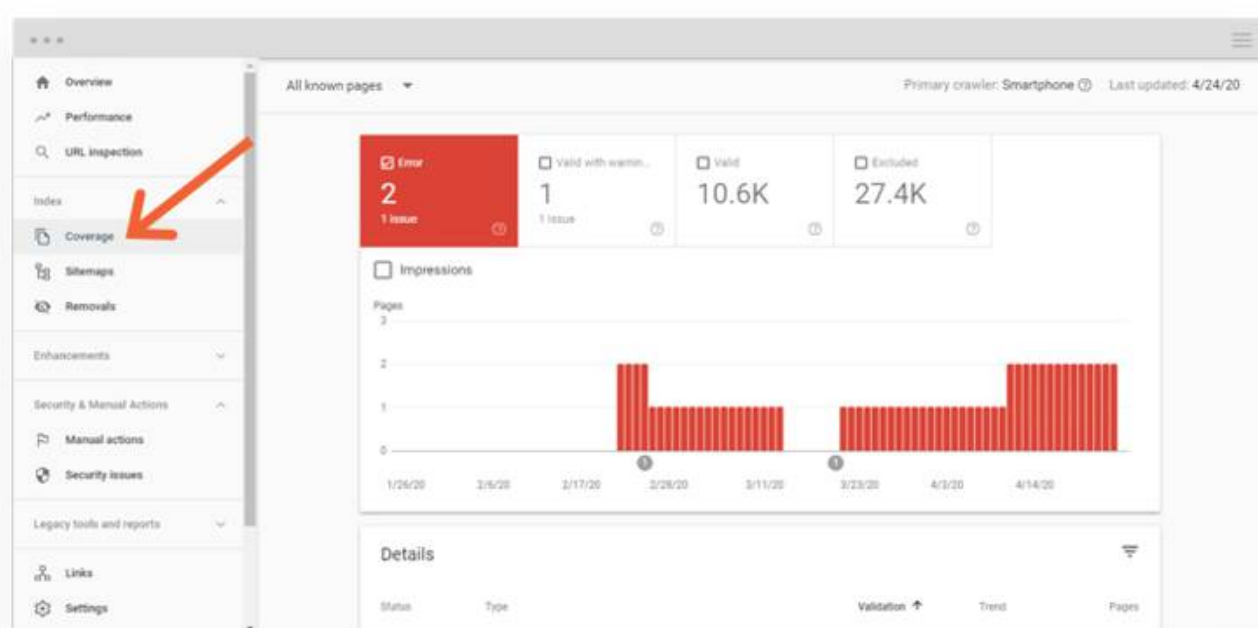 Overview
Performance
URL inspection
Index
Coverage
Sitemaps
Removals
Enhancements
Security & Manual Actions
Manual actions
Security issues
Legacy tools and reports
Links
Settings
All known pages
Primary crawler: Smartphone Last updated: 4/24/20
Error
2
1 issue
Valid with warnin...
1
1 issue
Valid
10.6K
Excluded
27.4K
Impressions
Pages
3
2
1
0
1 1
1/26/20 2/6/20 2/17/20 2/28/20 3/11/20 3/23/20 4/3/20 4/14/20
Details
Status Type Validation Trend Pages